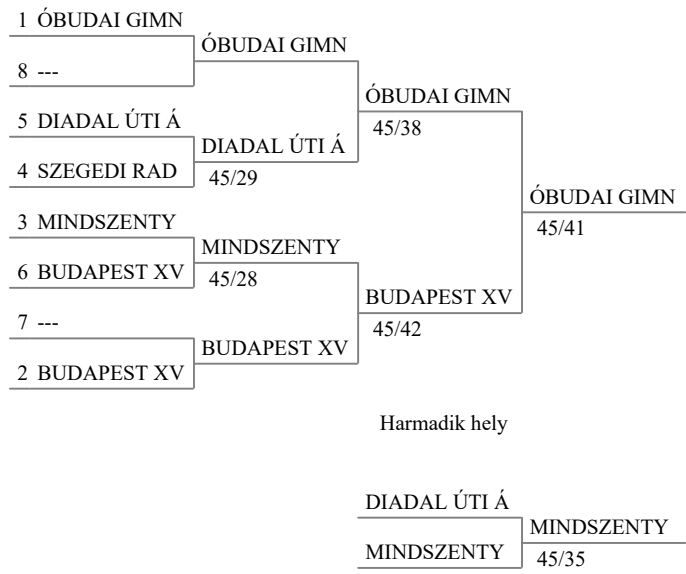 1 ÓBUDAI GIMN
ÓBUDAI GIMN
8 ---
ÓBUDAI GIMN
45/38
5 DIADAL ÚTI Á
DIADAL ÚTI Á
45/29
4 SZEGEDI RAD
ÓBUDAI GIMN
45/41
3 MINDSZENTY
MINDSZENTY
45/28
6 BUDAPEST XV
BUDAPEST XV
45/42
7 ---
BUDAPEST XV
2 BUDAPEST XV
Harmadik hely
DIADAL ÚTI Á
MINDSZENTY
45/35
MINDSZENTY